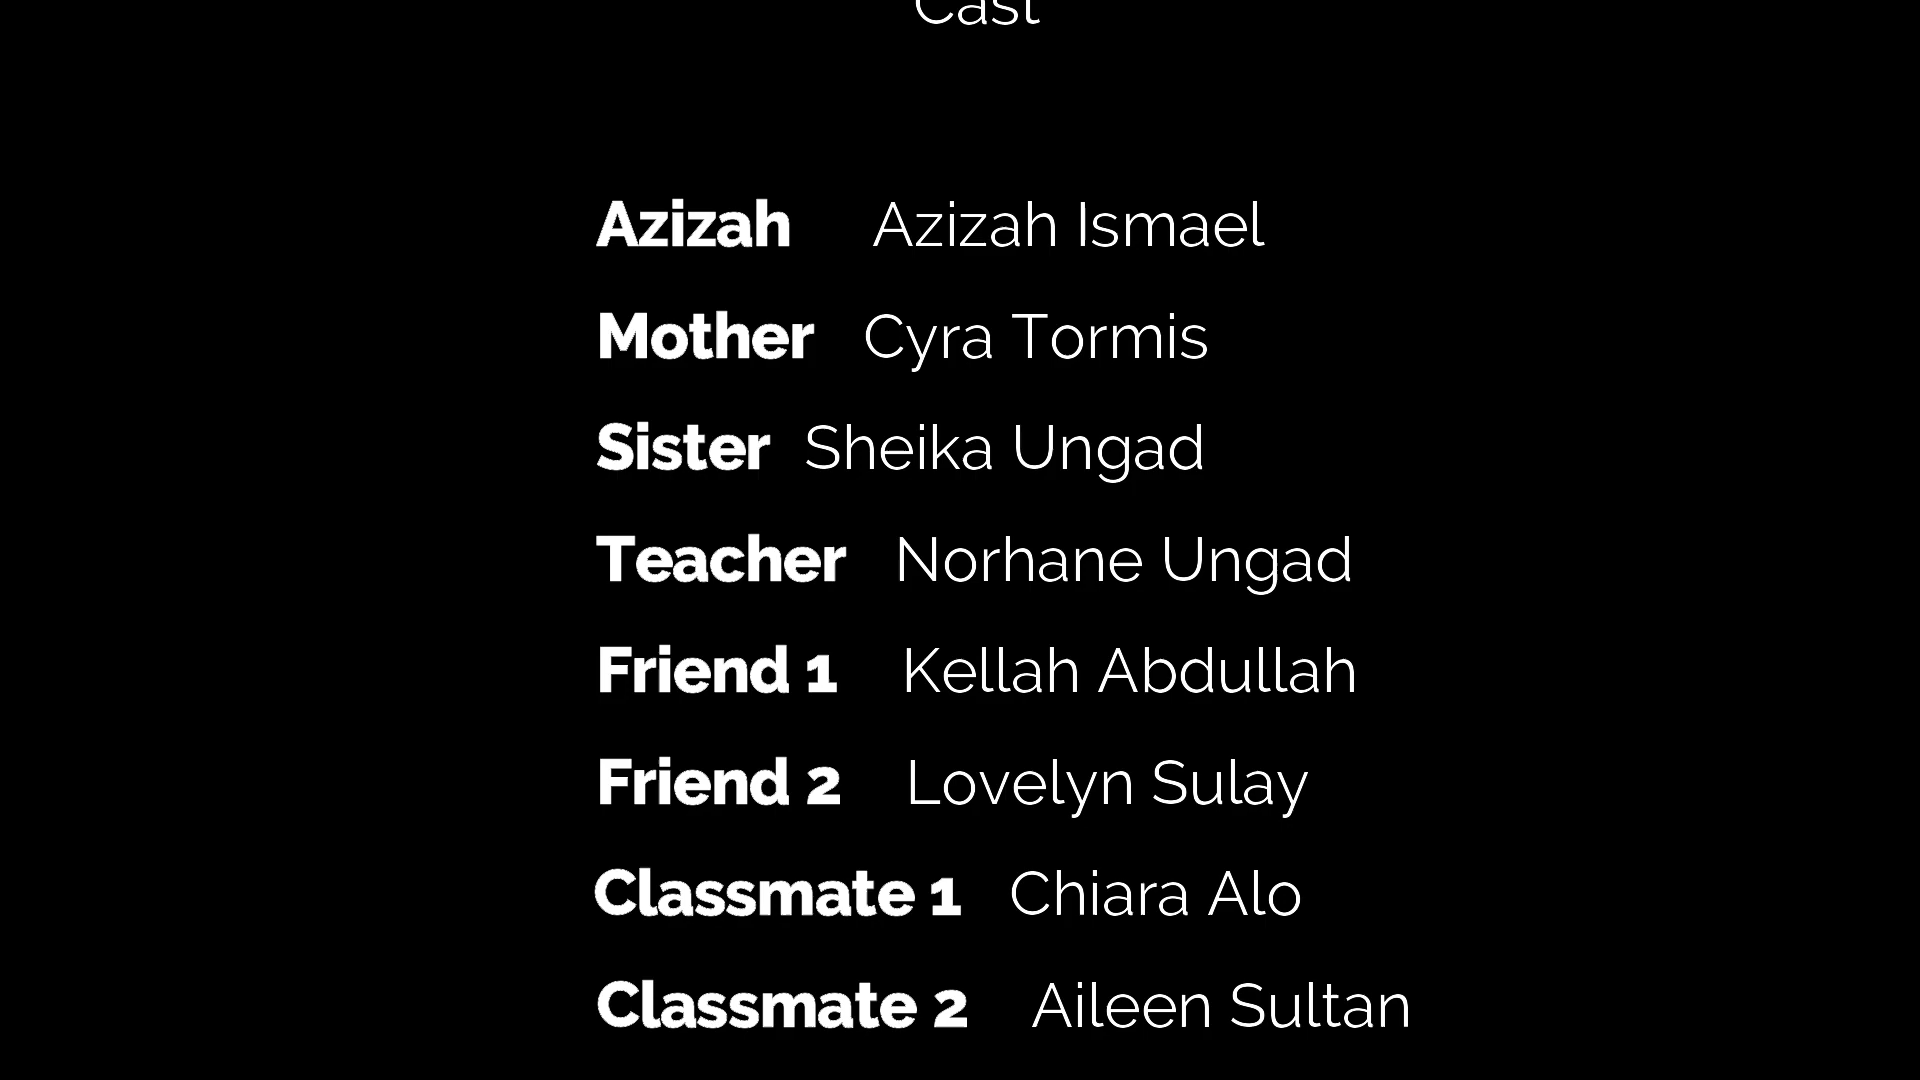 Cast
Azizah Azizah Ismael
Mother Cyra Tormis
Sister Sheika Ungad
Teacher Norhane Ungad
Friend 1 Kellah Abdullah
Friend 2 Lovelyn Sulay
Classmate 1 Chiara Alo
Classmate 2 Aileen Sultan